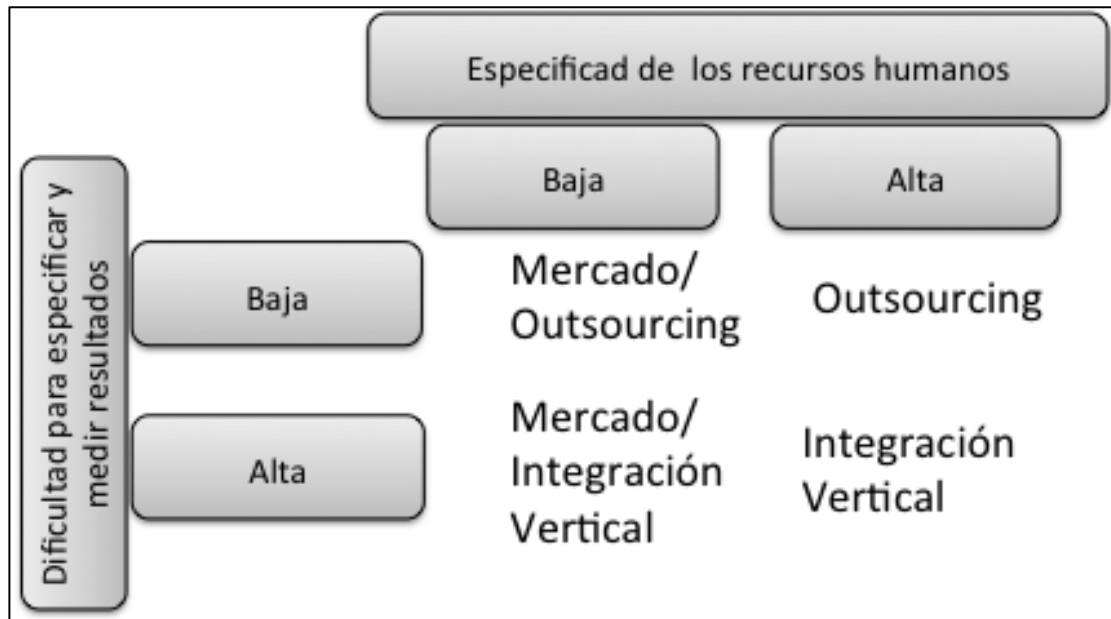 Especificad de los recursos humanos
Baja
Alta
Dificultad para especificar y
medir resultados
Baja
Mercado/
Outsourcing
Outsourcing
Alta
Mercado/
Integración
Vertical
Integración
Vertical